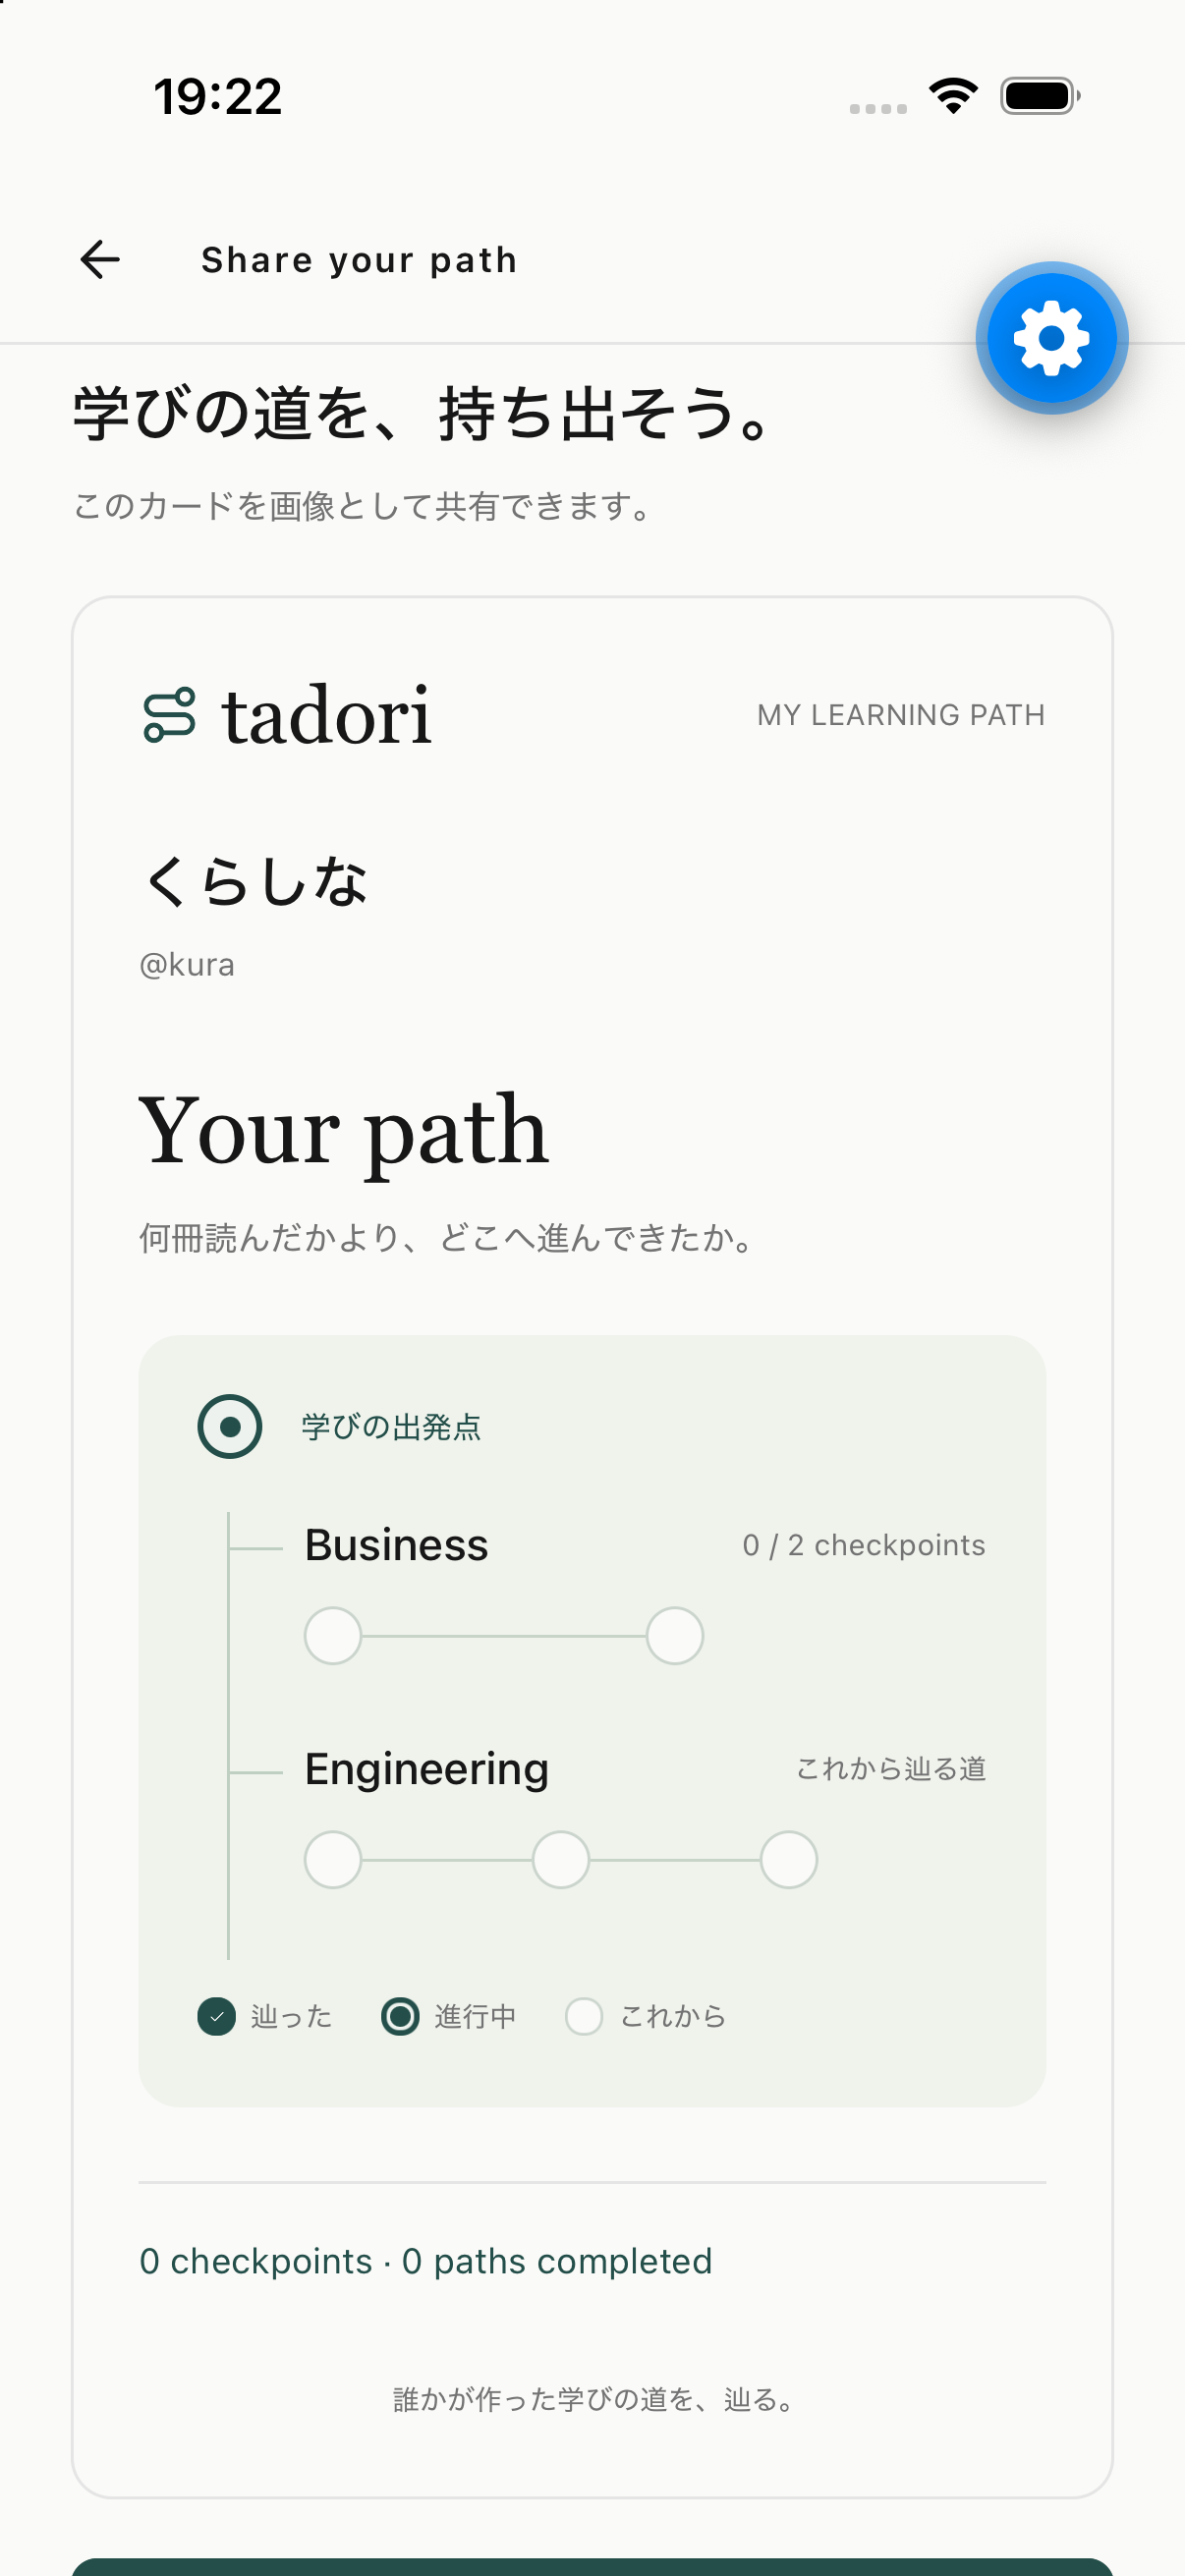 19:22
Share your path
学びの道を、持ち出そう。
このカードを画像として共有できます。
tadori
MY LEARNING PATH
くらしな
@kura
Your path
何冊読んだかより、どこへ進んできたか。
学びの出発点
Business
0 / 2 checkpoints
Engineering
これから辿る道
辿った
進行中
これから
0 checkpoints · 0 paths completed
誰かが作った学びの道を、辿る。